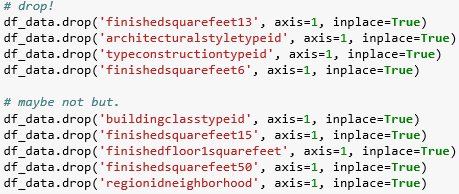 # drop!
df_data.drop('finishedsquarefeet13', axis=1, inplace=True)
df_data.drop('architecturalstyletypeid', axis=1, inplace=True)
df_data.drop('typeconstructiontypeid', axis=1, inplace=True)
df_data.drop('finishedsquarefeet6', axis=1, inplace=True)
# maybe not but.
df_data.drop('buildingclasstypeid', axis=1, inplace=True)
df_data.drop('finishedsquarefeet15', axis=1, inplace=True)
df_data.drop('finishedfloor1squarefeet', axis=1, inplace=True)
df_data.drop('finishedsquarefeet50', axis=1, inplace=True)
df_data.drop('regionidneighborhood', axis=1, inplace=True)